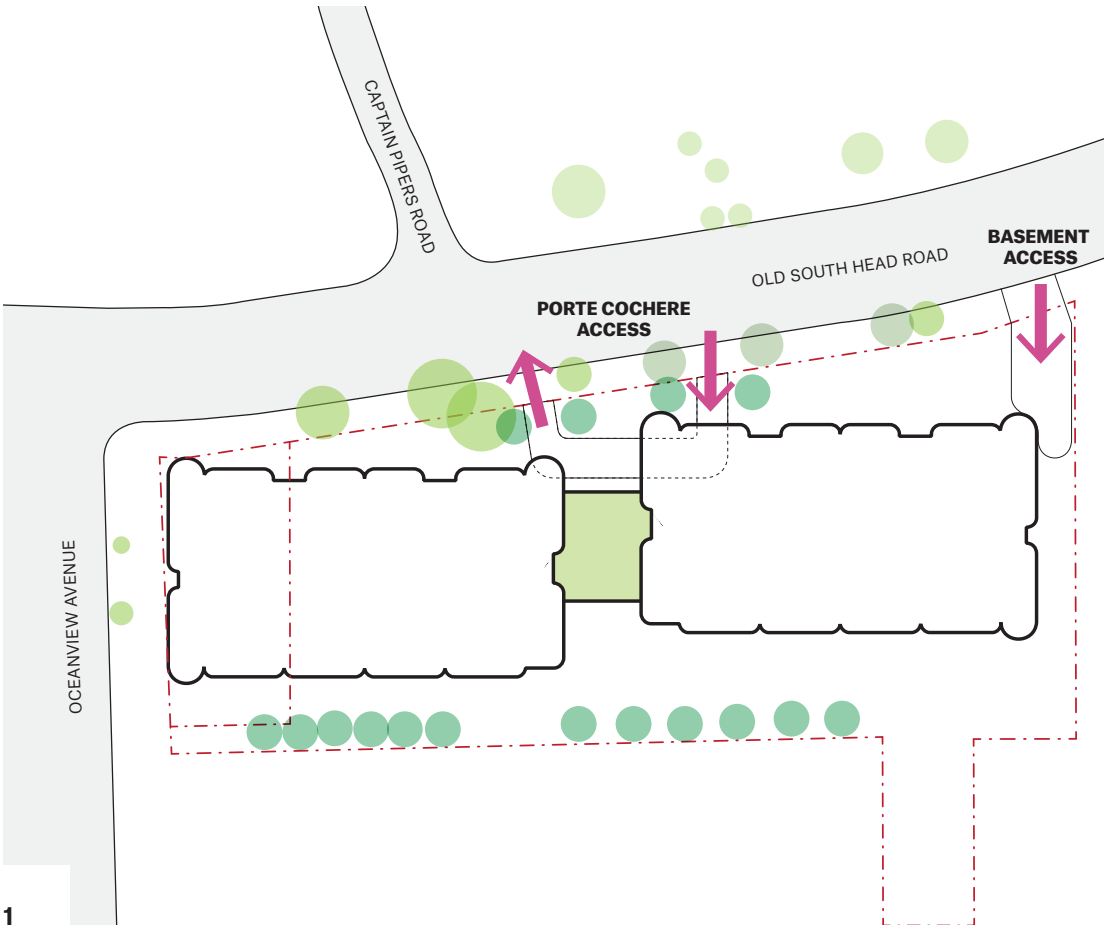 CAPTAIN PIPERS ROAD
BASEMENT
ACCESS
OLD SOUTH HEAD ROAD
PORTE COCHERE
ACCESS
OCEANVIEW AVENUE
1